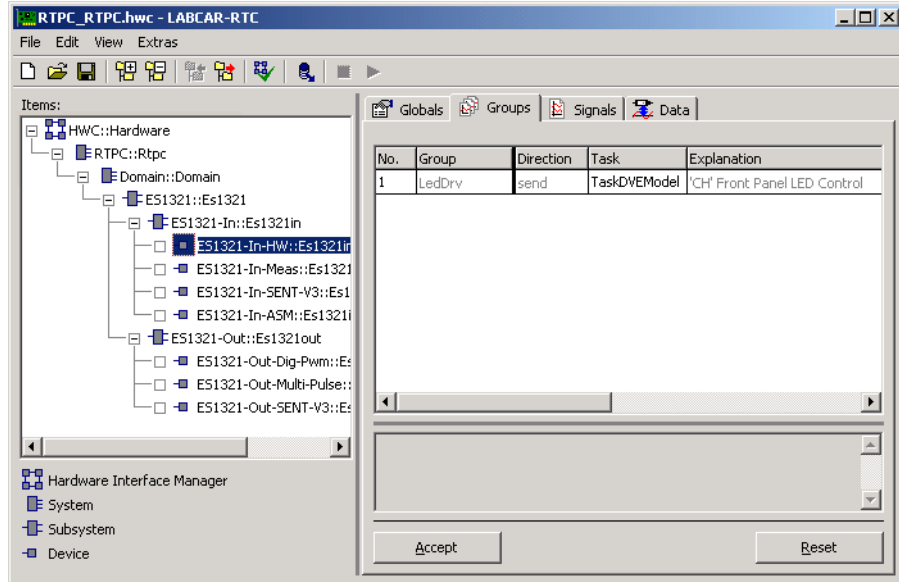 RTPC_RTPC.hwc - LABCAR-RTC
File Edit View Extras
Items:
HWC::Hardware
RTPC::Rtpc
Domain::Domain
ES1321::Es1321
ES1321-In::Es1321in
ES1321-In-HW::Es1321in
ES1321-In-Meas::Es1321
ES1321-In-SENT-V3::Es1
ES1321-In-ASM::Es1321i
ES1321-Out::Es1321out
ES1321-Out-Dig-Pwm::Es
ES1321-Out-Multi-Pulse::
ES1321-Out-SENT-V3::Es
Hardware Interface Manager
System
Subsystem
Device
Globals Groups Signals Data
No. Group Direction Task Explanation
1 LedDrv send TaskDVEModel 'CH' Front Panel LED Control
Accept Reset